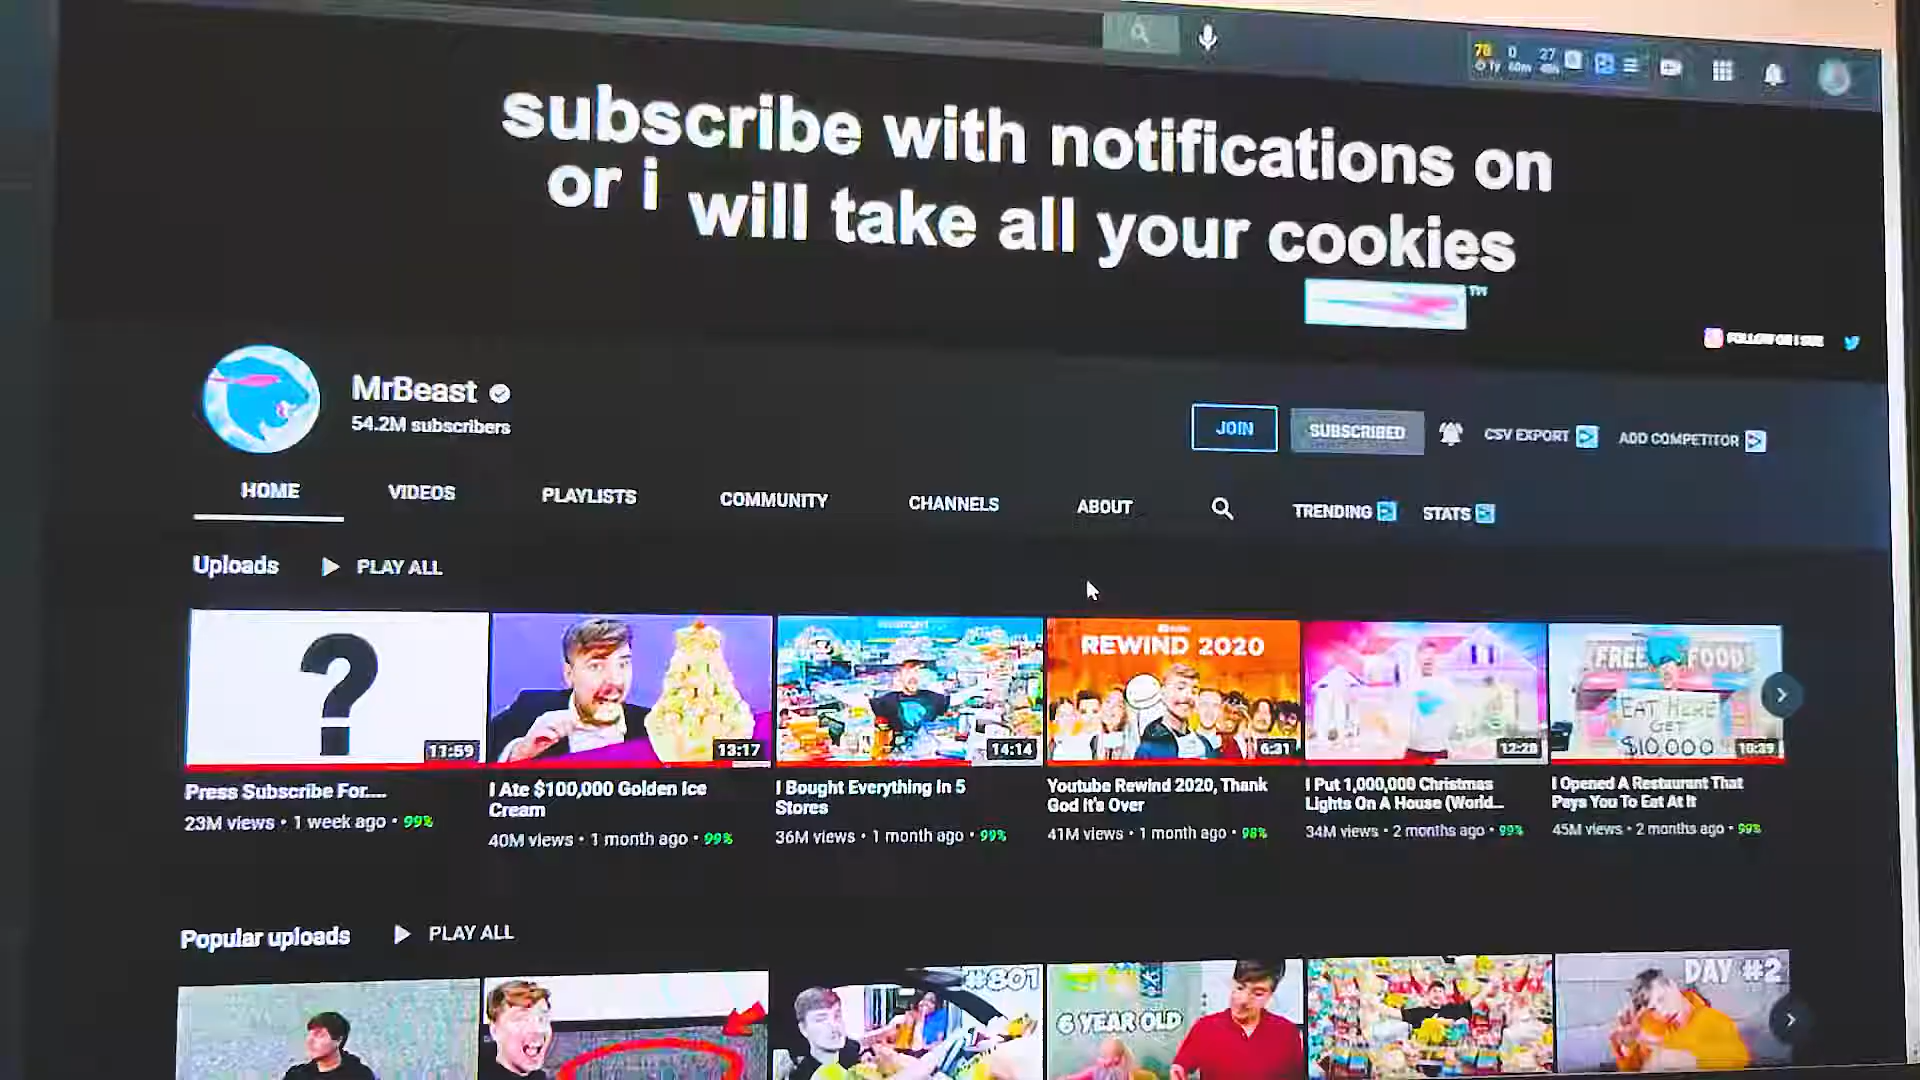 78 0 27
subscribe with notifications on
or i will take all your cookies
TM
FOLLOW OR I SUE
MrBeast
54.2M subscribers
JOIN
SUBSCRIBED
CSV EXPORT
ADD COMPETITOR
HOME
VIDEOS
PLAYLISTS
COMMUNITY
CHANNELS
ABOUT
TRENDING
STATS
Uploads
PLAY ALL
?
11:59
13:17
14:14
REWIND 2020
6:31
12:28
FREE FOOD
EAT HERE
GET
$10,000
10:39
Press Subscribe For....
23M views • 1 week ago • 99%
I Ate $100,000 Golden Ice
Cream
40M views • 1 month ago • 99%
I Bought Everything In 5
Stores
36M views • 1 month ago • 99%
Youtube Rewind 2020, Thank
God It's Over
41M views • 1 month ago • 98%
I Put 1,000,000 Christmas
Lights On A House (World...
34M views • 2 months ago • 99%
I Opened A Restaurant That
Pays You To Eat At It
45M views • 2 months ago • 99%
Popular uploads
PLAY ALL
#801
6 YEAR OLD
DAY #2